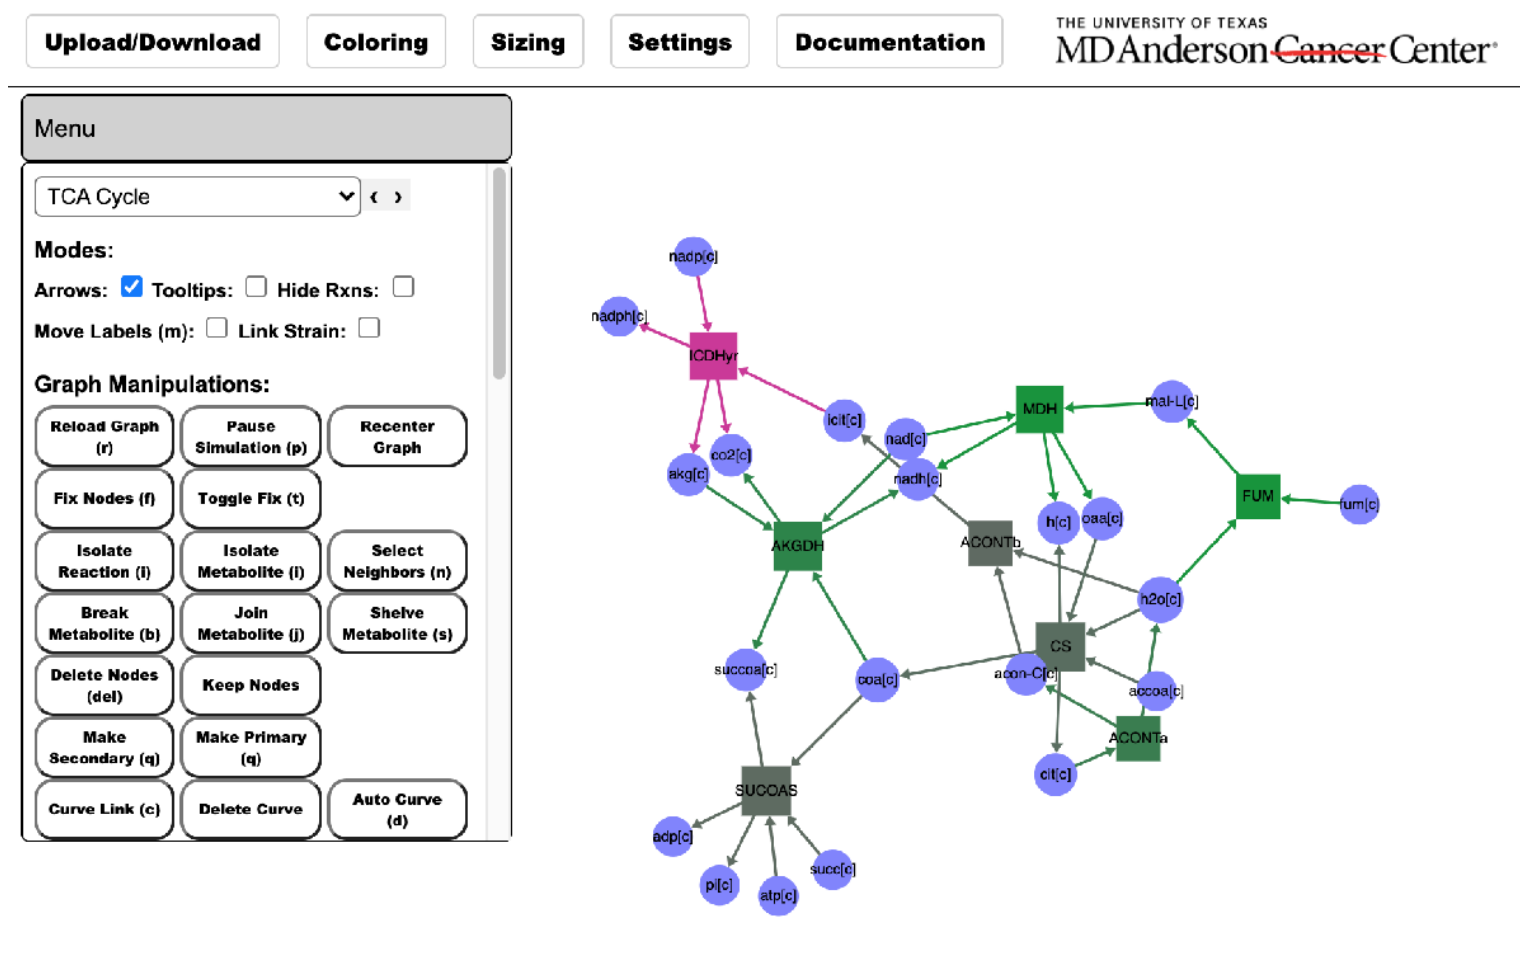 Upload/Download
Coloring
Sizing
Settings
Documentation
THE UNIVERSITY OF TEXAS
MD Anderson Cancer Center
Menu
TCA Cycle
‹ ›
Modes:
Arrows: Tooltips: Hide Rxns:
Move Labels (m): Link Strain:
Graph Manipulations:
Reload Graph
(r)
Pause
Simulation (p)
Recenter
Graph
Fix Nodes (f)
Toggle Fix (t)
Isolate
Reaction (i)
Isolate
Metabolite (i)
Select
Neighbors (n)
Break
Metabolite (b)
Join
Metabolite (j)
Shelve
Metabolite (s)
Delete Nodes
(del)
Keep Nodes
Make
Secondary (q)
Make Primary
(q)
Curve Link (c)
Delete Curve
Auto Curve
(d)
nadp[c]
nadph[c]
ICDHyr
icit[c]
MDH
mal-L[c]
nad[c]
co2[c]
akg[c]
nadh[c]
FUM
fum[c]
h[c]
oaa[c]
AKGDH
ACONTb
h2o[c]
CS
succoa[c]
coa[c]
acon-C[c]
accoa[c]
ACONTa
cit[c]
SUCOAS
adp[c]
succ[c]
pi[c]
atp[c]